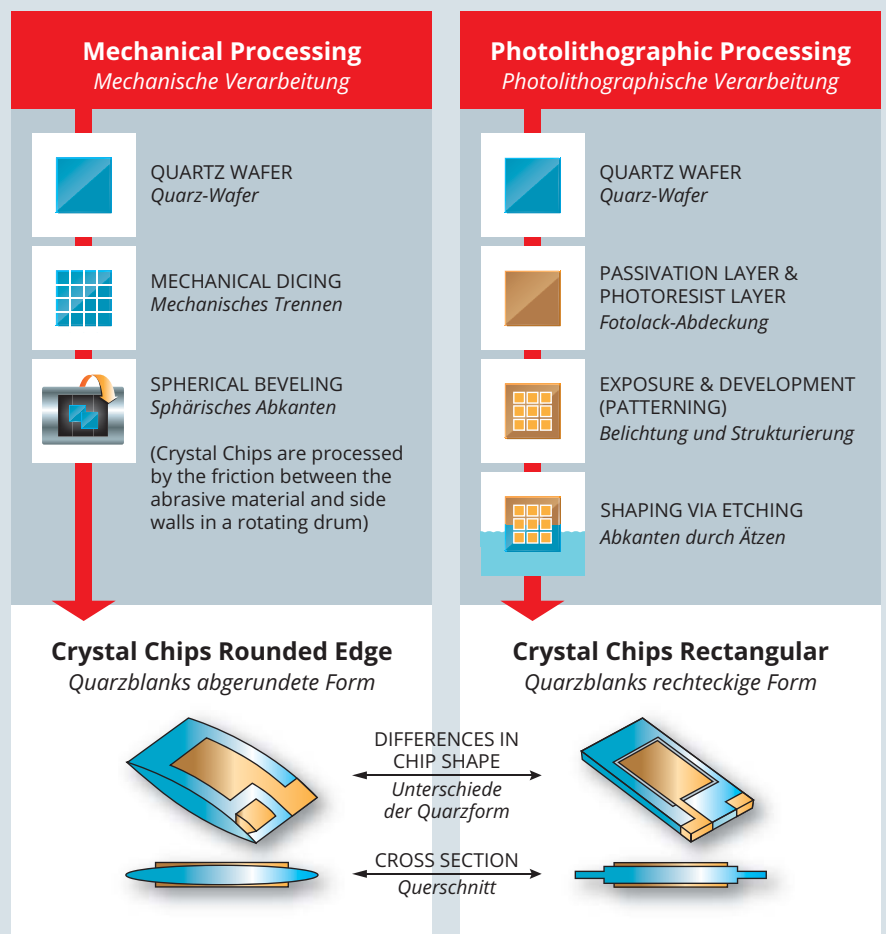 Mechanical Processing
Mechanische Verarbeitung
QUARTZ WAFER
Quarz-Wafer
MECHANICAL DICING
Mechanisches Trennen
SPHERICAL BEVELING
Sphärisches Abkanten
(Crystal Chips are processed
by the friction between the
abrasive material and side
walls in a rotating drum)
Crystal Chips Rounded Edge
Quarzblanks abgerundete Form
Photolithographic Processing
Photolithographische Verarbeitung
QUARTZ WAFER
Quarz-Wafer
PASSIVATION LAYER &
PHOTORESIST LAYER
Fotolack-Abdeckung
EXPOSURE & DEVELOPMENT
(PATTERNING)
Belichtung und Strukturierung
SHAPING VIA ETCHING
Abkanten durch Ätzen
Crystal Chips Rectangular
Quarzblanks rechteckige Form
DIFFERENCES IN
CHIP SHAPE
Unterschiede
der Quarzform
CROSS SECTION
Querschnitt